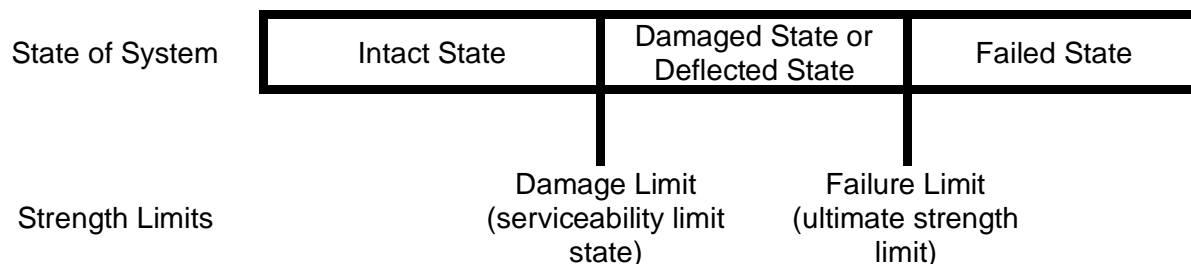 State of System
Intact State
Damaged State or
Deflected State
Failed State
Strength Limits
Damage Limit
(serviceability limit
state)
Failure Limit
(ultimate strength
limit)